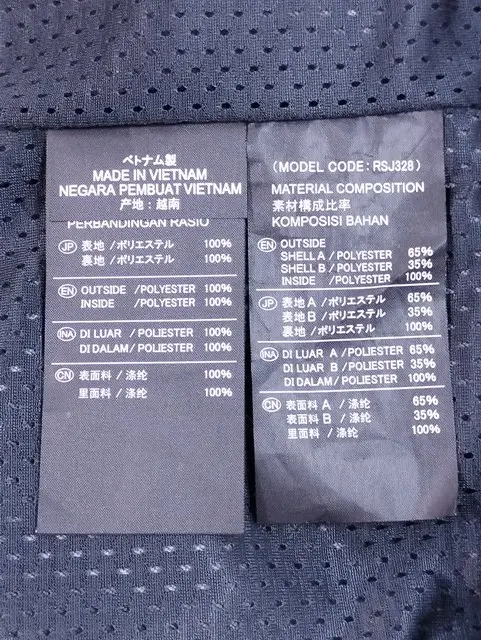 ベトナム製
MADE IN VIETNAM
NEGARA PEMBUAT VIETNAM
产地: 越南
PERBANDINGAN RASIO
JP 表地 / ポリエステル 100%
裏地 / ポリエステル 100%
EN OUTSIDE / POLYESTER 100%
INSIDE / POLYESTER 100%
INA DI LUAR / POLIESTER 100%
DI DALAM / POLIESTER 100%
CN 表面料 / 涤纶 100%
里面料 / 涤纶 100%
(MODEL CODE: RSJ328)
MATERIAL COMPOSITION
素材構成比率
KOMPOSISI BAHAN
EN OUTSIDE
SHELL A / POLYESTER 65%
SHELL B / POLYESTER 35%
INSIDE / POLYESTER 100%
JP 表地 A / ポリエステル 65%
表地 B / ポリエステル 35%
裏地 / ポリエステル 100%
INA DI LUAR A / POLIESTER 65%
DI LUAR B / POLIESTER 35%
DI DALAM / POLIESTER 100%
CN 表面料 A / 涤纶 65%
表面料 B / 涤纶 35%
里面料 / 涤纶 100%